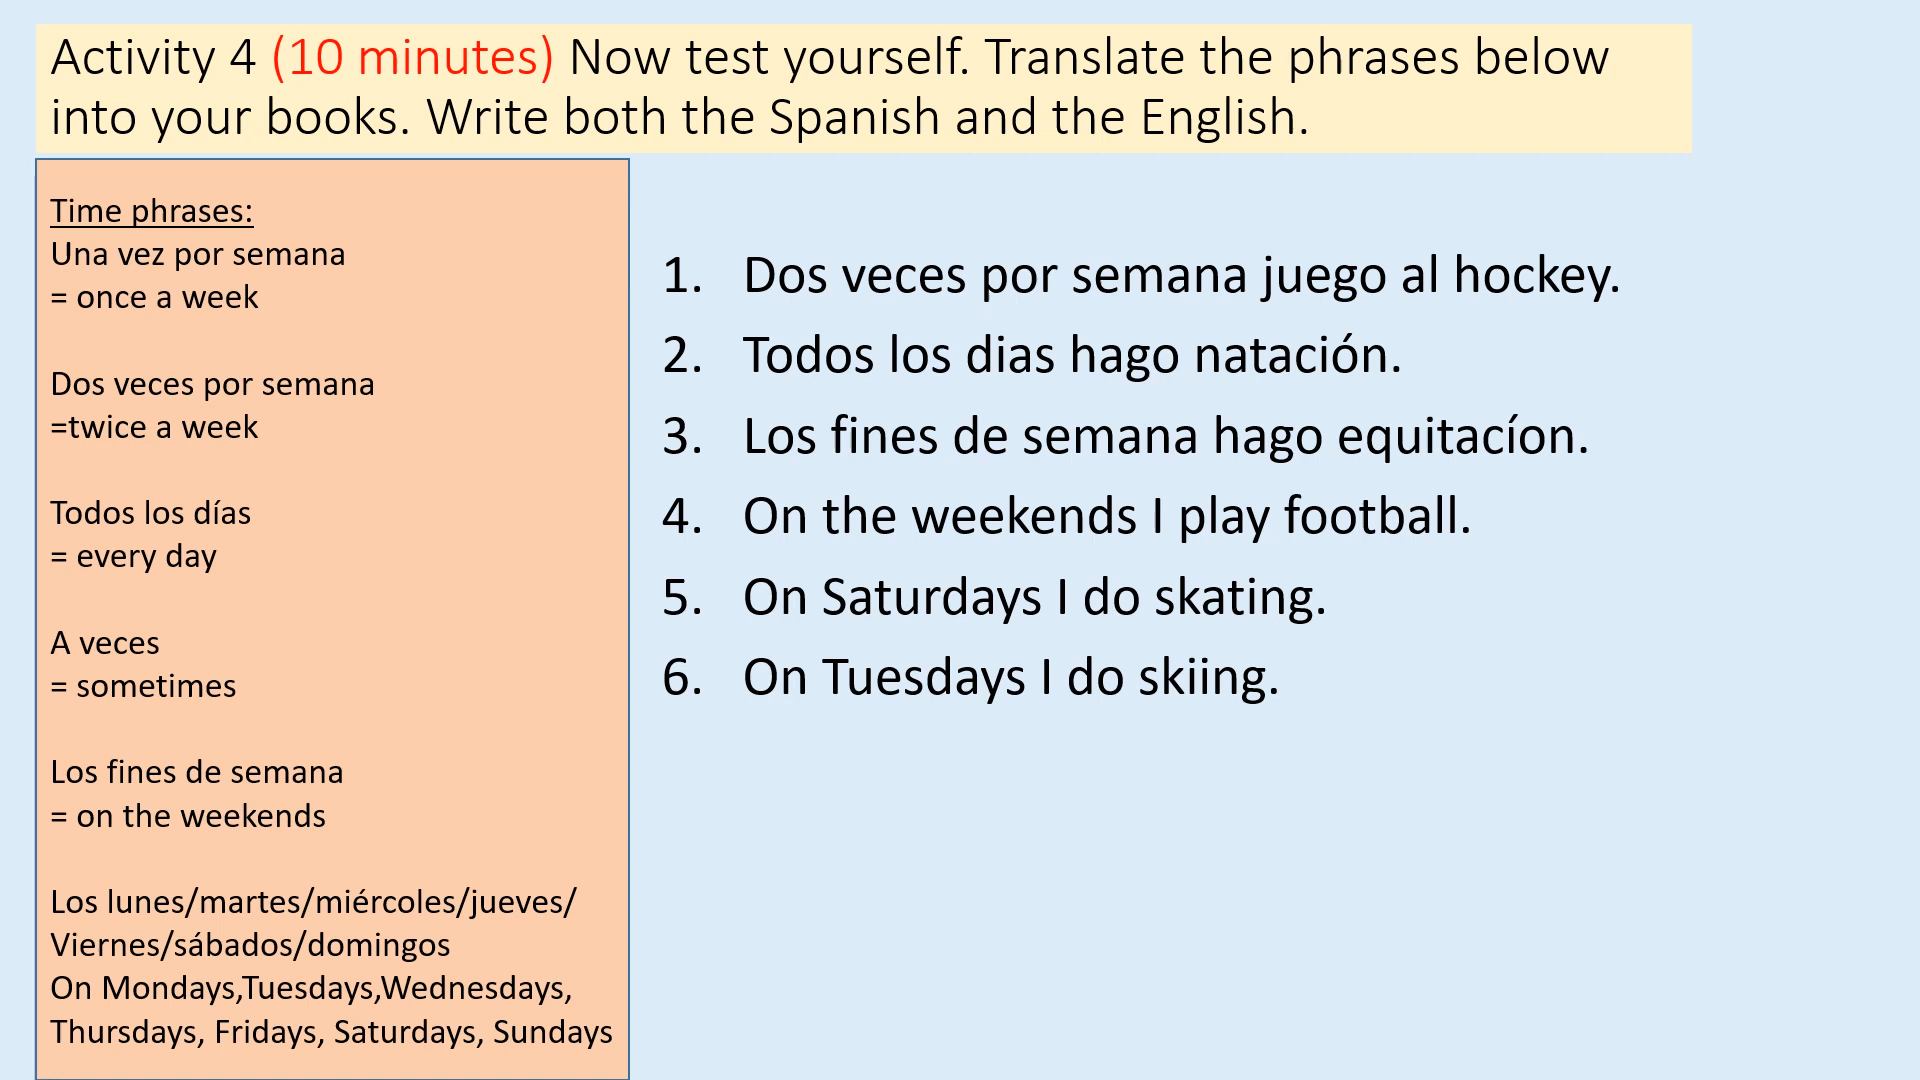 Activity 4 (10 minutes) Now test yourself. Translate the phrases below
into your books. Write both the Spanish and the English.
Time phrases:
Una vez por semana
= once a week
Dos veces por semana
=twice a week
Todos los días
= every day
A veces
= sometimes
Los fines de semana
= on the weekends
Los lunes/martes/miércoles/jueves/
Viernes/sábados/domingos
On Mondays,Tuesdays,Wednesdays,
Thursdays, Fridays, Saturdays, Sundays
1. Dos veces por semana juego al hockey.
2. Todos los dias hago natación.
3. Los fines de semana hago equitacíon.
4. On the weekends I play football.
5. On Saturdays I do skating.
6. On Tuesdays I do skiing.